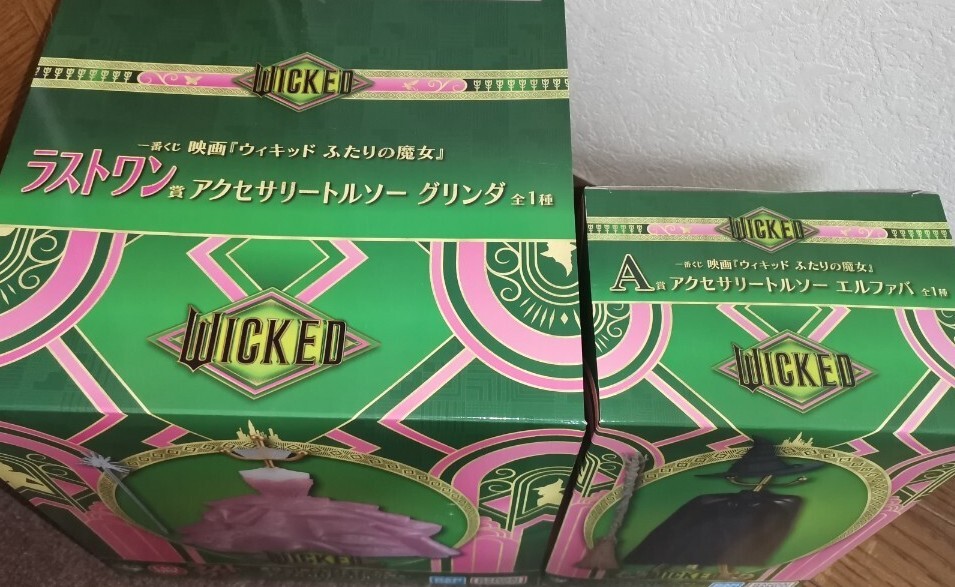 WICKED
一番くじ 映画『ウィキッド ふたりの魔女』
ラストワン賞 アクセサリートルソー グリンダ 全1種
WICKED
WICKED
WICKED
一番くじ 映画『ウィキッド ふたりの魔女』
A賞 アクセサリートルソー エルファバ 全1種
WICKED
WICKED